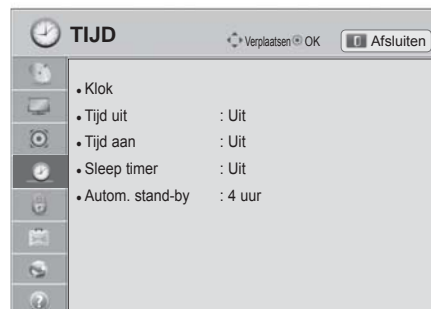 TIJD
Verplaatsen OK Afsluiten
• Klok
• Tijd uit : Uit
• Tijd aan : Uit
• Sleep timer : Uit
• Autom. stand-by : 4 uur